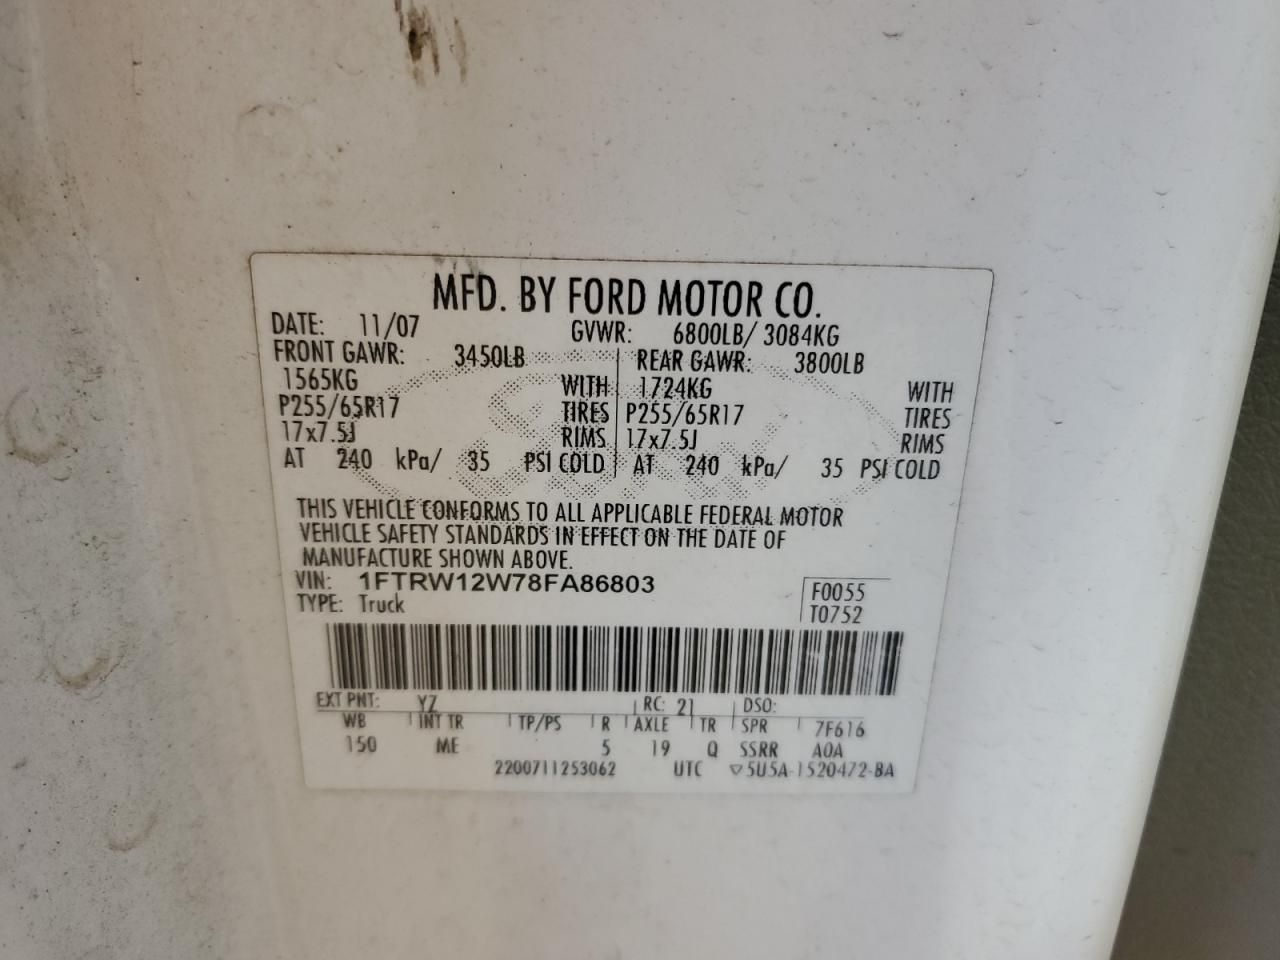 MFD. BY FORD MOTOR CO.
DATE: 11/07 GVWR: 6800LB/ 3084KG
FRONT GAWR: 3450LB REAR GAWR: 3800LB
1565KG WITH 1724KG WITH
P255/65R17 TIRES P255/65R17 TIRES
17x7.5J RIMS 17x7.5J RIMS
AT 240 kPa/ 35 PSI COLD AT 240 kPa/ 35 PSI COLD
THIS VEHICLE CONFORMS TO ALL APPLICABLE FEDERAL MOTOR
VEHICLE SAFETY STANDARDS IN EFFECT ON THE DATE OF
MANUFACTURE SHOWN ABOVE.
VIN: 1FTRW12W78FA86803 F0055
TYPE: Truck T0752
EXT PNT: YZ RC: 21 DSO:
WB INT TR TP/PS R AXLE TR SPR 7F616
150 ME 5 19 Q SSRR A0A
2200711253062 UTC ▽5U5A-1520472-BA